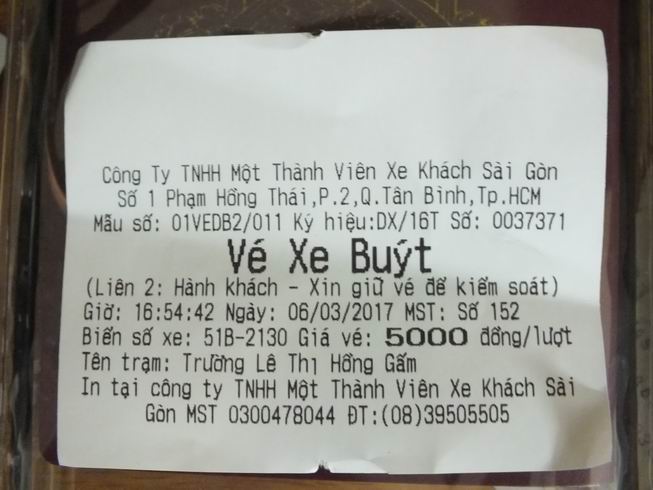 Công Ty TNHH Một Thành Viên Xe Khách Sài Gòn
Số 1 Phạm Hồng Thái,P.2,Q.Tân Bình,Tp.HCM
Mẫu số: 01VEDB2/011 Ký hiệu:DX/16T Số: 0037371
Vé Xe Buýt
(Liên 2: Hành khách - Xin giữ vé để kiểm soát)
Giờ: 16:54:42 Ngày: 06/03/2017 MST: Số 152
Biển số xe: 51B-2130 Giá vé: 5000 đồng/lượt
Tên trạm: Trường Lê Thị Hồng Gấm
In tại công ty TNHH Một Thành Viên Xe Khách Sài
Gòn MST 0300478044 ĐT:(08)39505505